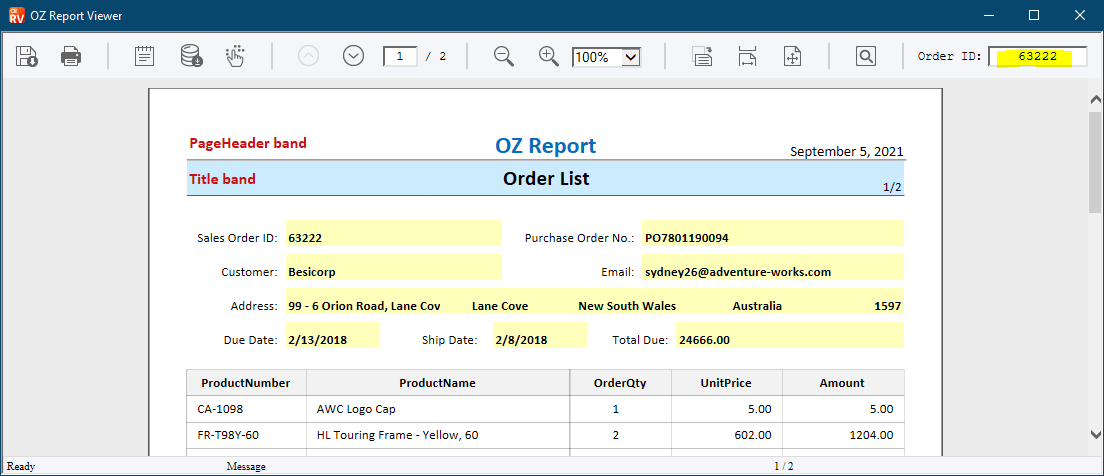 OZ Report Viewer
1 / 2 100% Order ID: 63222
PageHeader band OZ Report September 5, 2021
Title band Order List 1/2
Sales Order ID: 63222 Purchase Order No.: PO7801190094
Customer: Besicorp Email: sydney26@adventure-works.com
Address: 99 - 6 Orion Road, Lane Cov Lane Cove New South Wales Australia 1597
Due Date: 2/13/2018 Ship Date: 2/8/2018 Total Due: 24666.00
ProductNumber ProductName OrderQty UnitPrice Amount
CA-1098 AWC Logo Cap 1 5.00 5.00
FR-T98Y-60 HL Touring Frame - Yellow, 60 2 602.00 1204.00
Ready Message 1 / 2